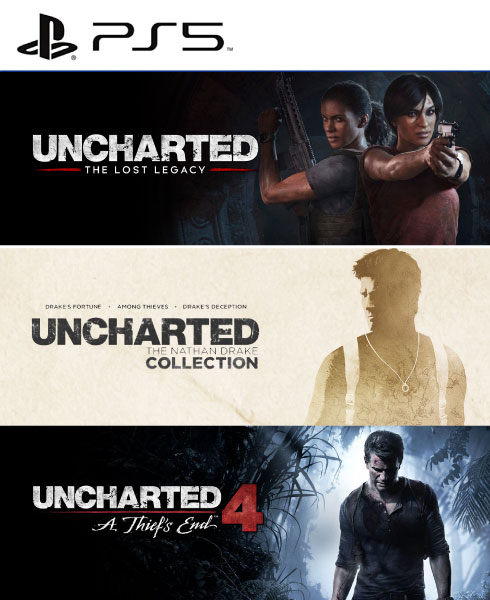 PS5
UNCHARTED
THE LOST LEGACY
DRAKE'S FORTUNE • AMONG THIEVES • DRAKE'S DECEPTION
UNCHARTED
THE NATHAN DRAKE
COLLECTION
UNCHARTED 4
A Thief's End